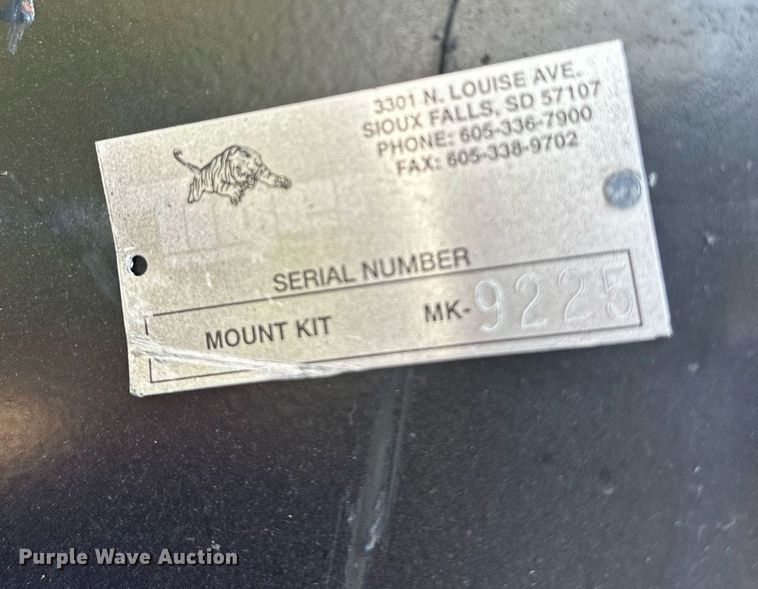 3301 N. LOUISE AVE.
SIOUX FALLS, SD 57107
PHONE: 605-336-7900
FAX: 605-338-9702
SERIAL NUMBER
MOUNT KIT MK-9225
Purple Wave Auction